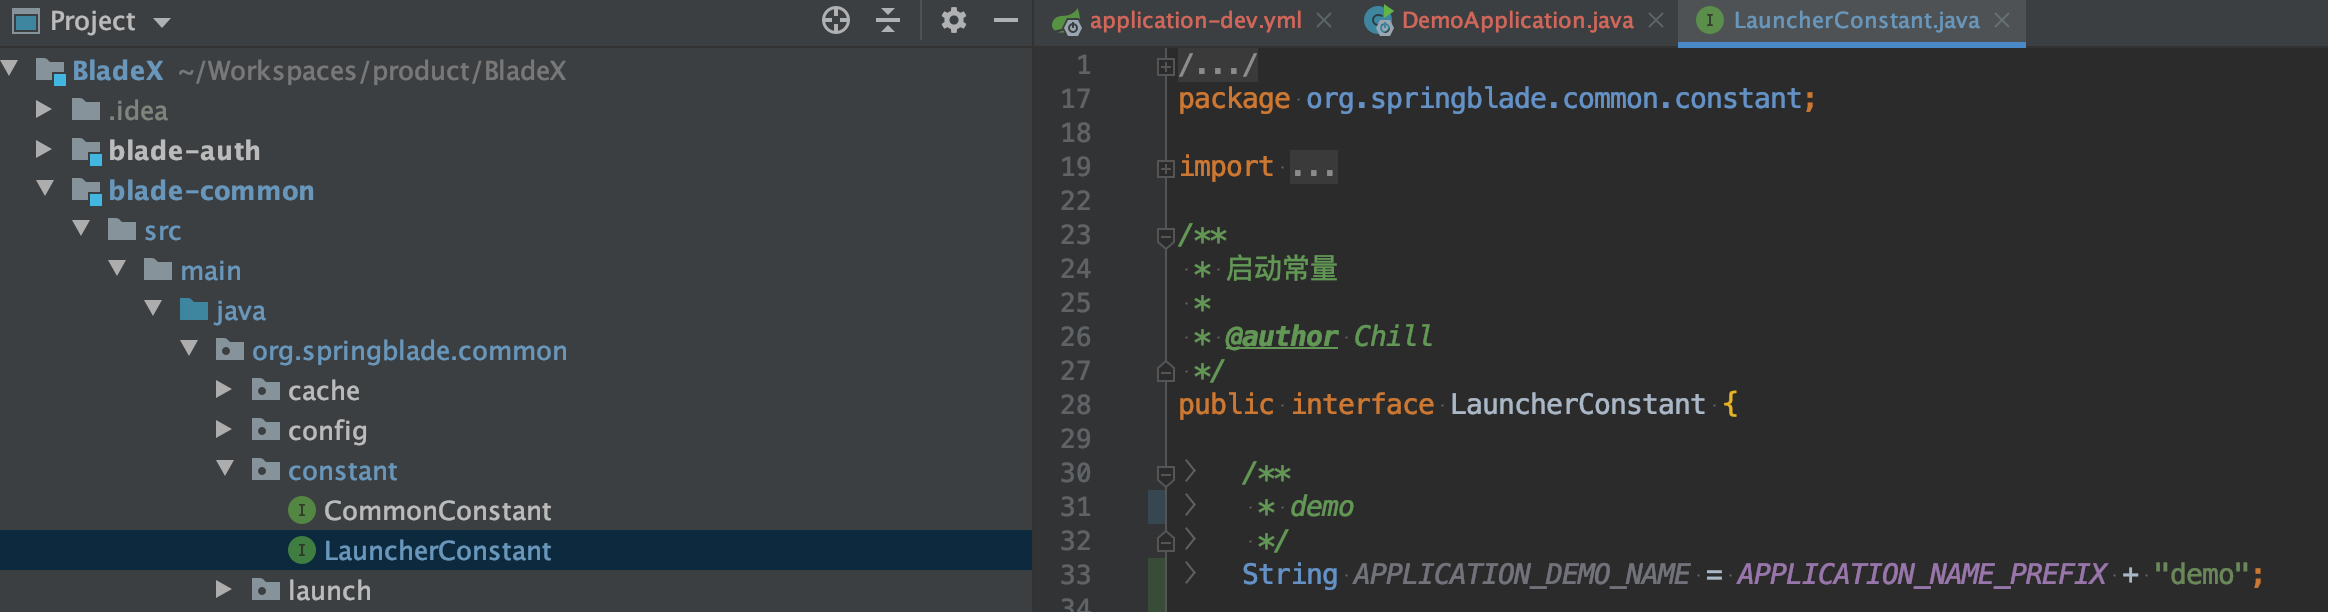 Project
BladeX ~/Workspaces/product/BladeX
.idea
blade-auth
blade-common
src
main
java
org.springblade.common
cache
config
constant
CommonConstant
LauncherConstant
launch
application-dev.yml
DemoApplication.java
LauncherConstant.java
1 /.../
17 package org.springblade.common.constant;
18
19 import ...
22
23 /**
24 * 启动常量
25 *
26 * @author Chill
27 */
28 public interface LauncherConstant {
29
30 /**
31 * demo
32 */
33 String APPLICATION_DEMO_NAME = APPLICATION_NAME_PREFIX + "demo";
34